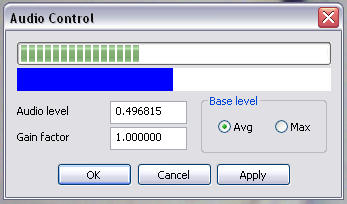 Audio Control
Audio level 0.496815
Gain factor 1.000000
Base level
Avg Max
OK Cancel Apply